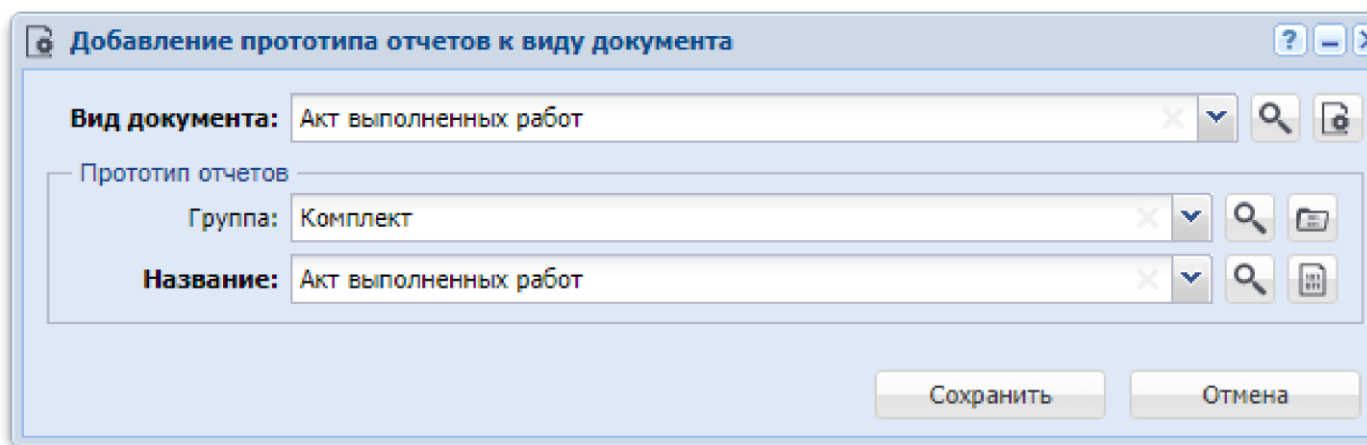 Добавление прототипа отчетов к виду документа
Вид документа: Акт выполненных работ
Прототип отчетов
Группа: Комплект
Название: Акт выполненных работ
Сохранить Отмена